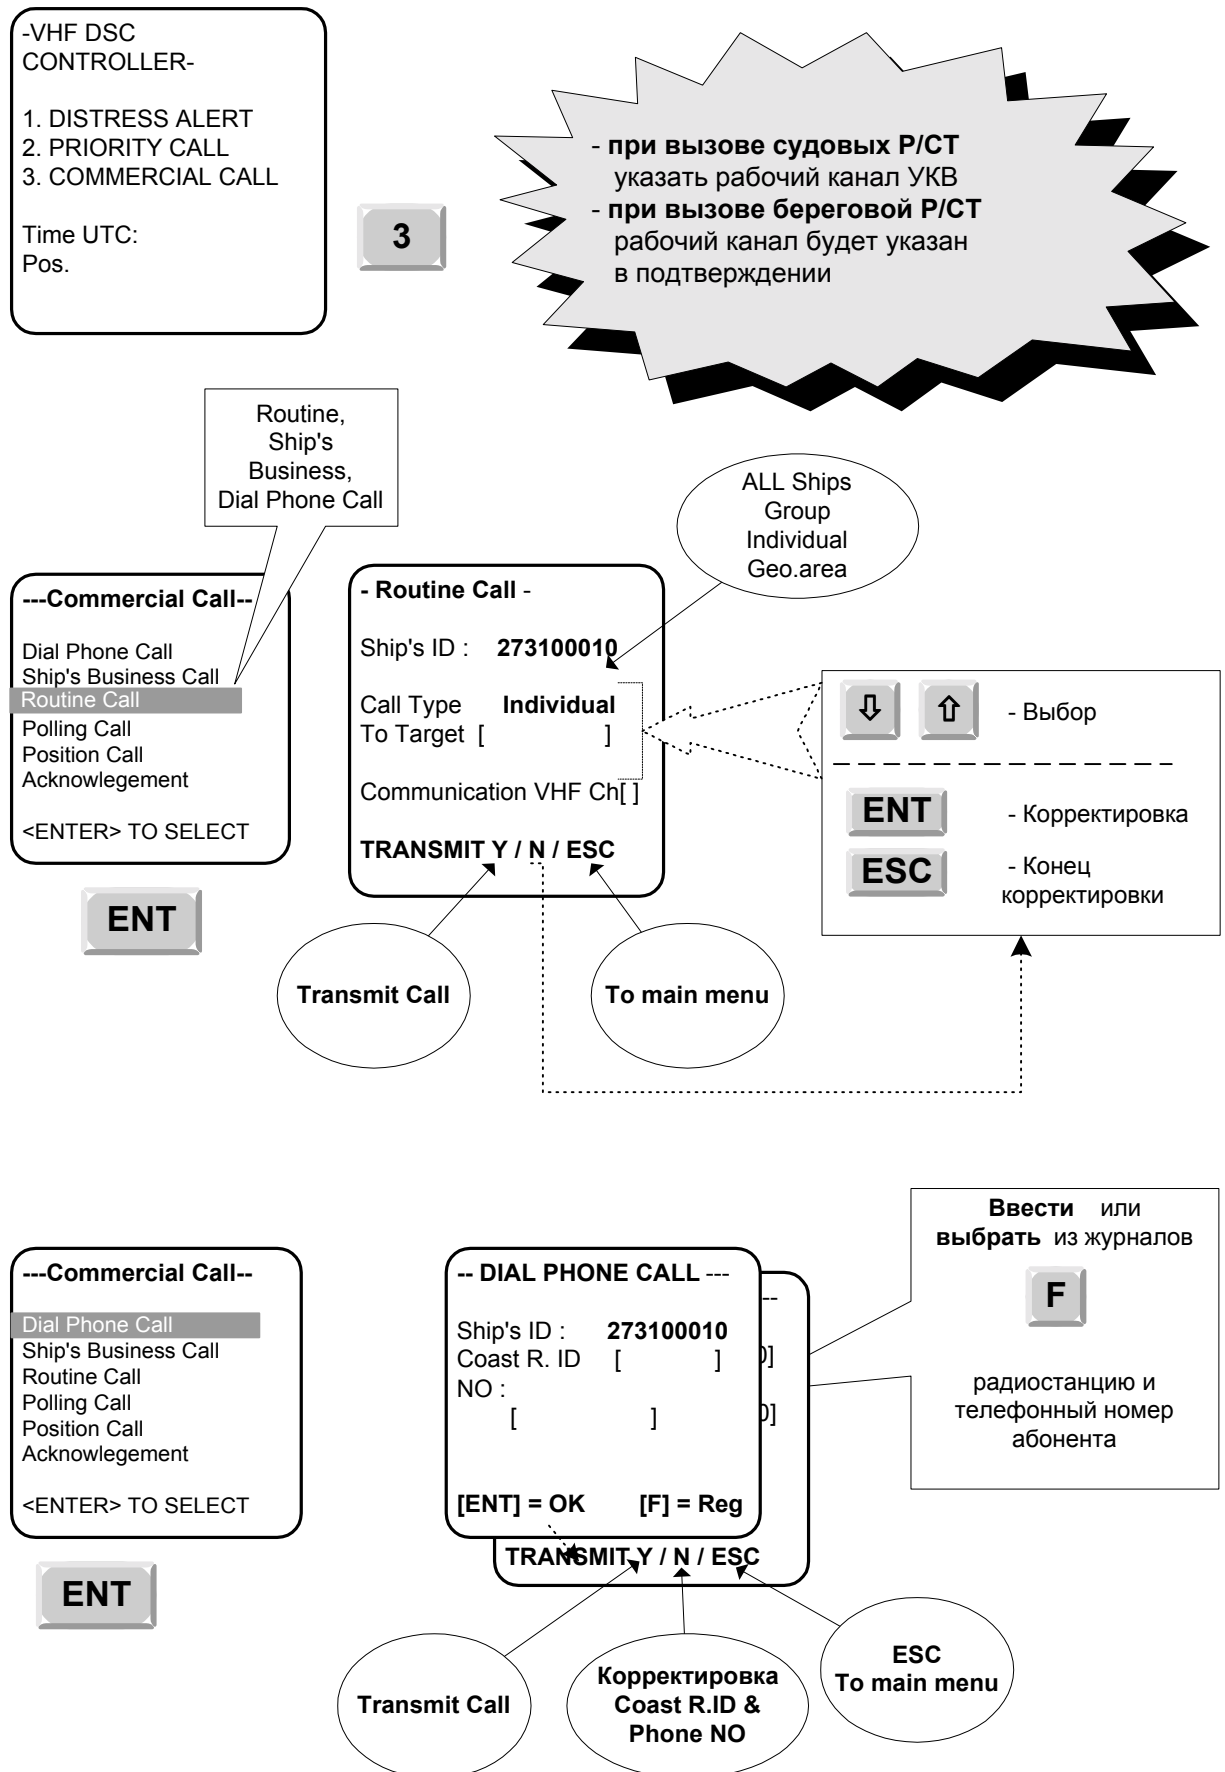 -VHF DSC
CONTROLLER-
1. DISTRESS ALERT
2. PRIORITY CALL
3. COMMERCIAL CALL
Time UTC:
Pos.
3
- при вызове судовых Р/СТ
указать рабочий канал УКВ
- при вызове береговой Р/СТ
рабочий канал будет указан
в подтверждении
Routine,
Ship's
Business,
Dial Phone Call
ALL Ships
Group
Individual
Geo.area
---Commercial Call--
Dial Phone Call
Ship's Business Call
Routine Call
Polling Call
Position Call
Acknowlegement
<ENTER> TO SELECT
ENT
- Routine Call -
Ship's ID : 273100010
Call Type Individual
To Target [ ]
Communication VHF Ch[ ]
TRANSMIT Y / N / ESC
- Выбор
ENT - Корректировка
ESC - Конец
корректировки
Transmit Call
To main menu
---Commercial Call--
Dial Phone Call
Ship's Business Call
Routine Call
Polling Call
Position Call
Acknowlegement
<ENTER> TO SELECT
ENT
-- DIAL PHONE CALL ---
Ship's ID : 273100010
Coast R. ID [ ]
NO :
[ ]
[ENT] = OK [F] = Reg
--
0]
0]
TRANSMIT Y / N / ESC
Ввести или
выбрать из журналов
F
радиостанцию и
телефонный номер
абонента
Transmit Call
Корректировка
Coast R.ID &
Phone NO
ESC
To main menu